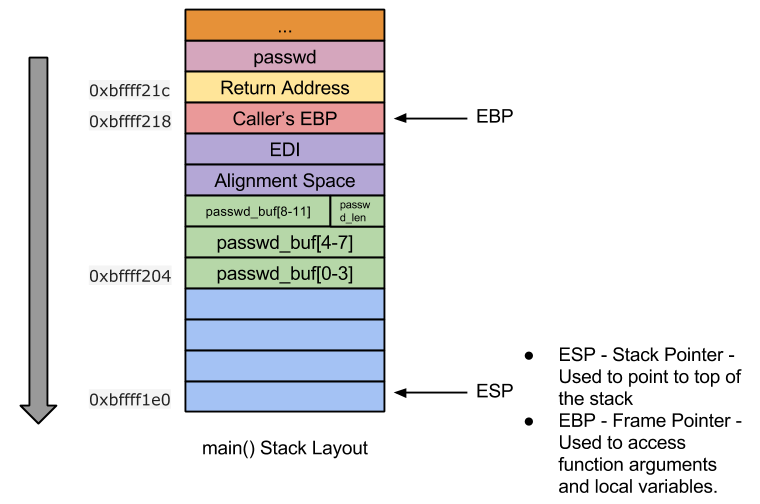 ...
passwd
0xbffff21c Return Address
0xbffff218 Caller's EBP EBP
EDI
Alignment Space
passwd_buf[8-11] passw
d_len
passwd_buf[4-7]
0xbffff204 passwd_buf[0-3]
0xbffff1e0 ESP
main() Stack Layout
● ESP - Stack Pointer -
Used to point to top of
the stack
● EBP - Frame Pointer -
Used to access
function arguments
and local variables.